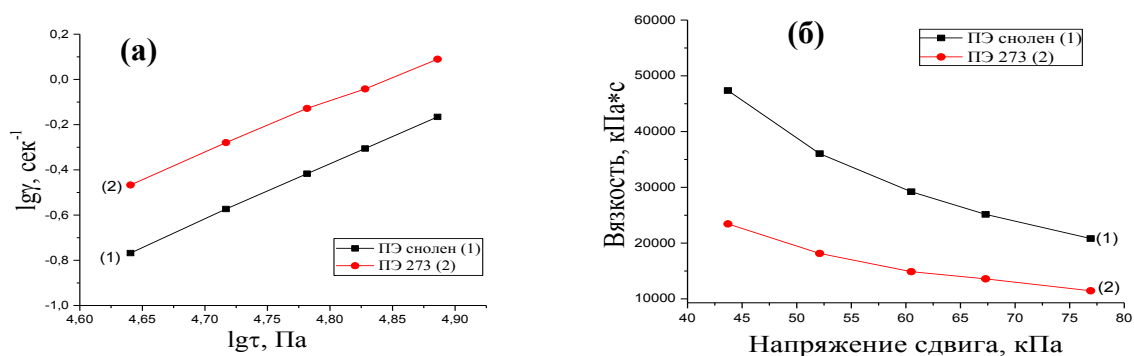 (а)
0,2
0,0
-0,2
-0,4
-0,6
-0,8
-1,0
lgγ, сек-1
(2)
(1)
ПЭ снолен (1)
ПЭ 273 (2)
4,60 4,65 4,70 4,75 4,80 4,85 4,90
lgτ, Па
(б)
60000
50000
40000
30000
20000
10000
Вязкость, кПа*с
ПЭ снолен (1)
ПЭ 273 (2)
(1)
(2)
40 45 50 55 60 65 70 75 80
Напряжение сдвига, кПа